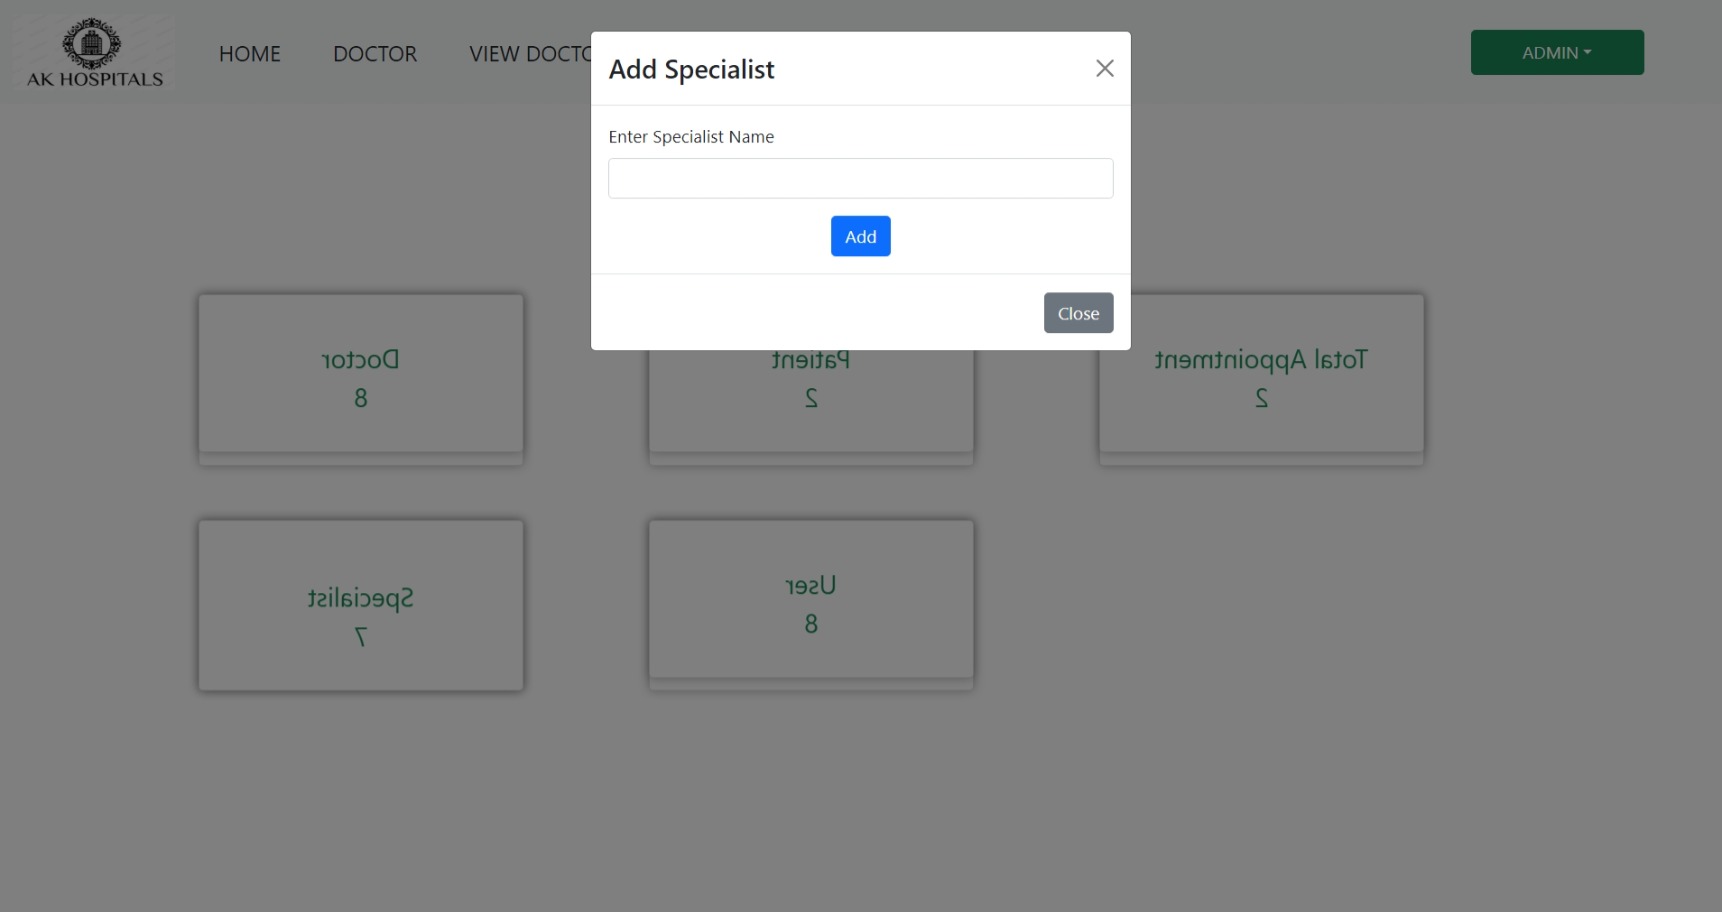 AK HOSPITALS
HOME
DOCTOR
VIEW DOCTO
ADMIN
Add Specialist
Enter Specialist Name
Add
Close
Doctor
8
Patient
2
Total Appointment
2
Specialist
7
User
8